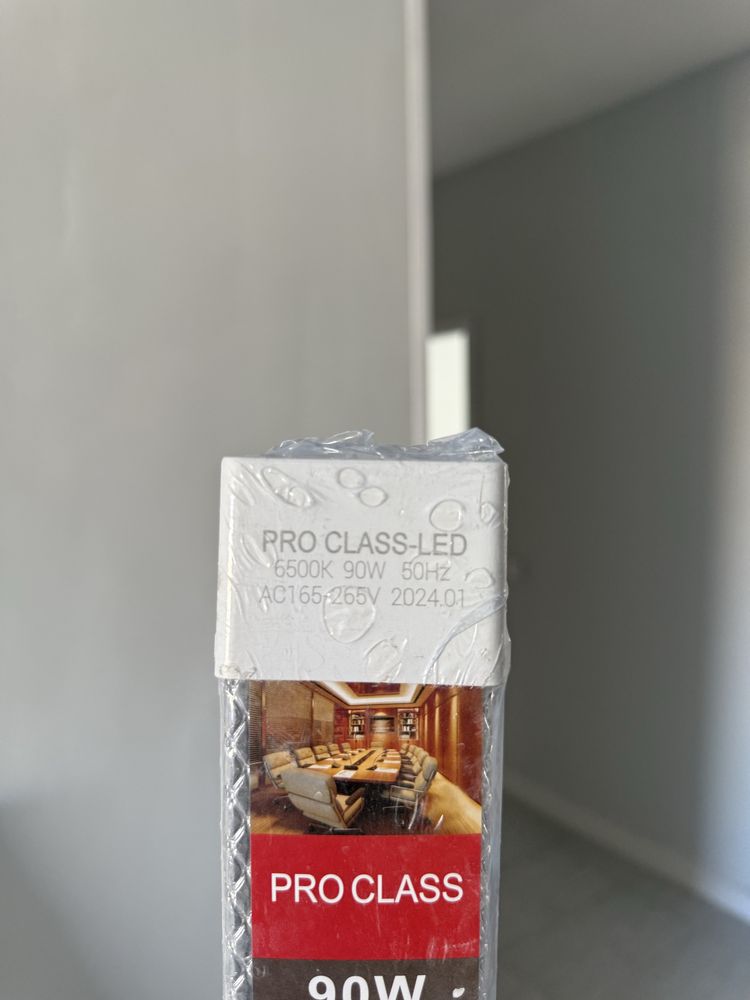 PRO CLASS-LED
6500K 90W 50Hz
AC165-265V 2024.01
PRO CLASS
90W